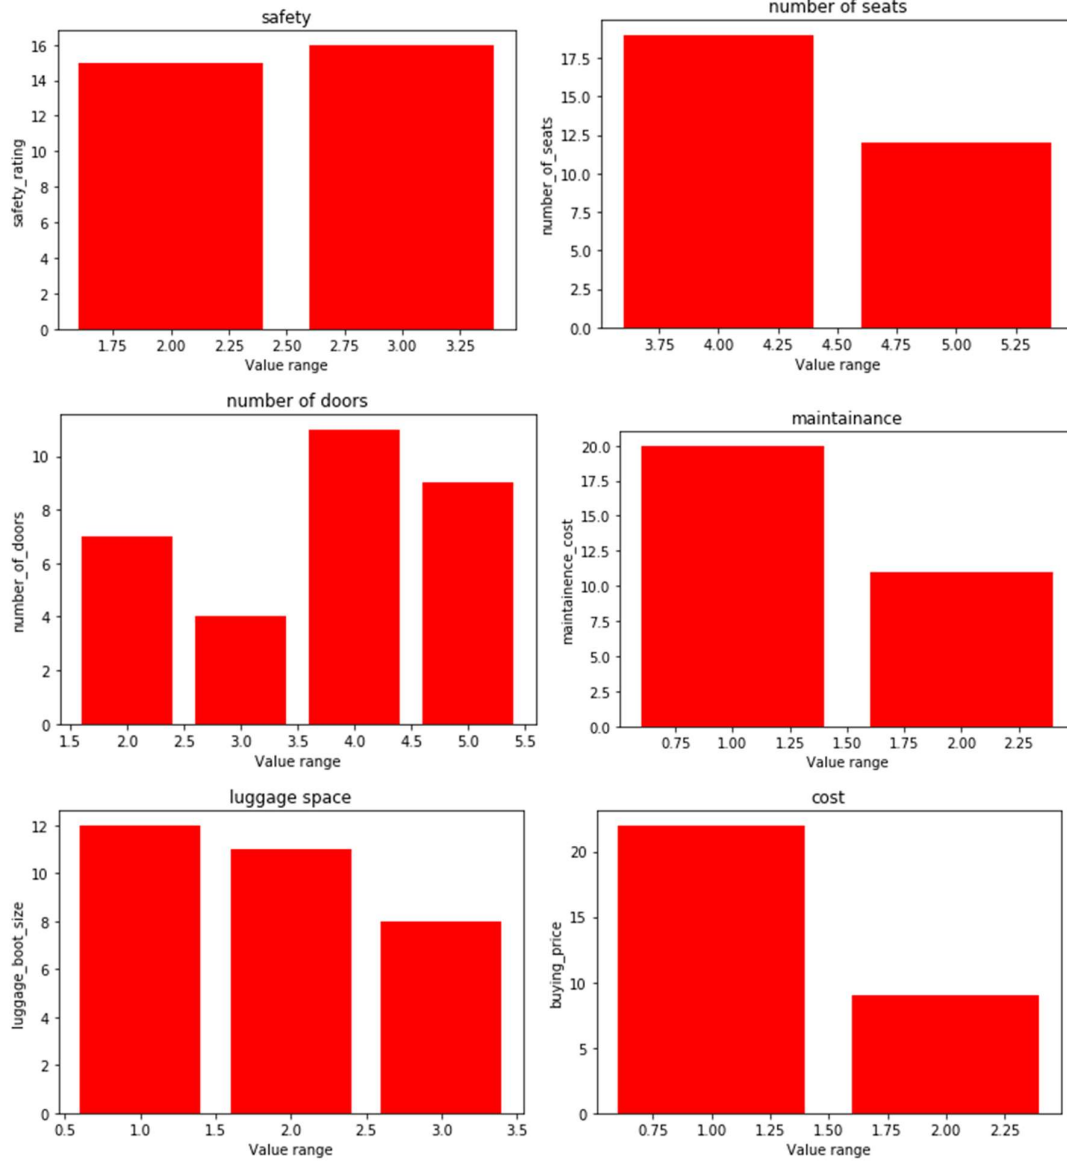 safety
safety_rating
16
14
12
10
8
6
4
2
0
1.75 2.00 2.25 2.50 2.75 3.00 3.25
Value range
number of seats
number_of_seats
17.5
15.0
12.5
10.0
7.5
5.0
2.5
0.0
3.75 4.00 4.25 4.50 4.75 5.00 5.25
Value range
number of doors
number_of_doors
10
8
6
4
2
0
1.5 2.0 2.5 3.0 3.5 4.0 4.5 5.0 5.5
Value range
maintainance
maintainence_cost
20.0
17.5
15.0
12.5
10.0
7.5
5.0
2.5
0.0
0.75 1.00 1.25 1.50 1.75 2.00 2.25
Value range
luggage space
luggage_boot_size
12
10
8
6
4
2
0
0.5 1.0 1.5 2.0 2.5 3.0 3.5
Value range
cost
buying_price
20
15
10
5
0
0.75 1.00 1.25 1.50 1.75 2.00 2.25
Value range